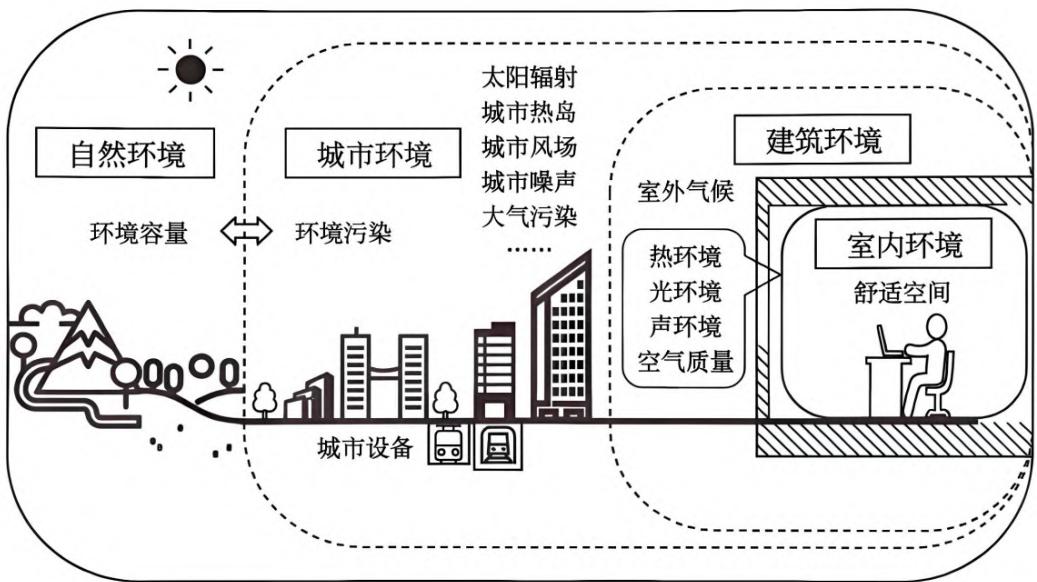 自然环境
环境容量
城市环境
环境污染
太阳辐射
城市热岛
城市风场
城市噪声
大气污染
……
城市设备
建筑环境
室外气候
热环境
光环境
声环境
空气质量
室内环境
舒适空间